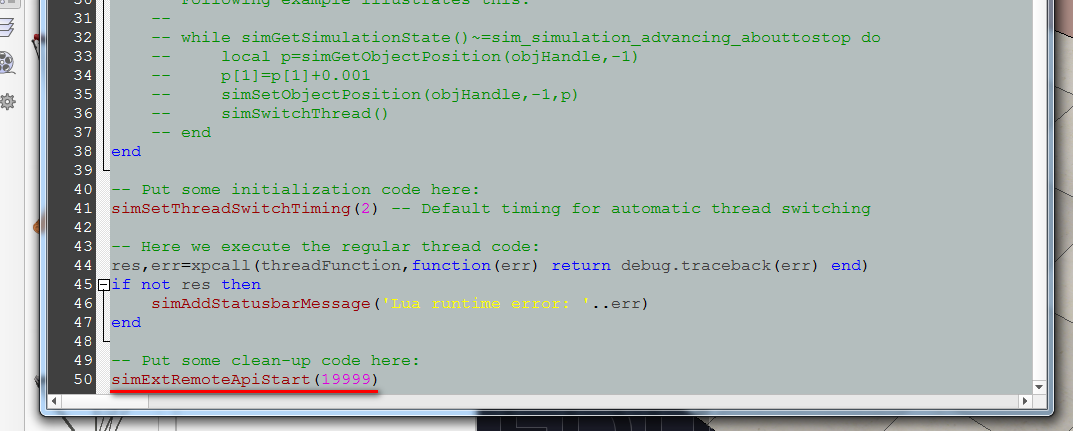 30 -- Following example illustrates this:
31 --
32 -- while simGetSimulationState()~=sim_simulation_advancing_abouttostop do
33 -- local p=simGetObjectPosition(objHandle,-1)
34 -- p[1]=p[1]+0.001
35 -- simSetObjectPosition(objHandle,-1,p)
36 -- simSwitchThread()
37 -- end
38 end
39
40 -- Put some initialization code here:
41 simSetThreadSwitchTiming(2) -- Default timing for automatic thread switching
42
43 -- Here we execute the regular thread code:
44 res,err=xpcall(threadFunction,function(err) return debug.traceback(err) end)
45 if not res then
46 simAddStatusbarMessage('Lua runtime error: '..err)
47 end
48
49 -- Put some clean-up code here:
50 simExtRemoteApiStart(19999)